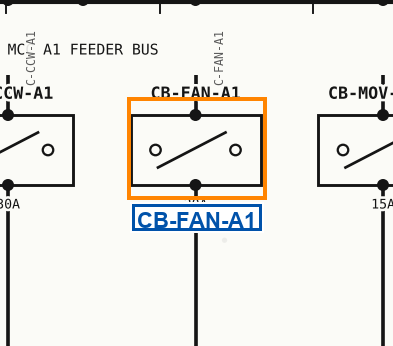 C-CCW-A1
C-FAN-A1
A1 FEEDER BUS
CCW-A1
CB-FAN-A1
CB-MOV-
30A
15A
CB-FAN-A1